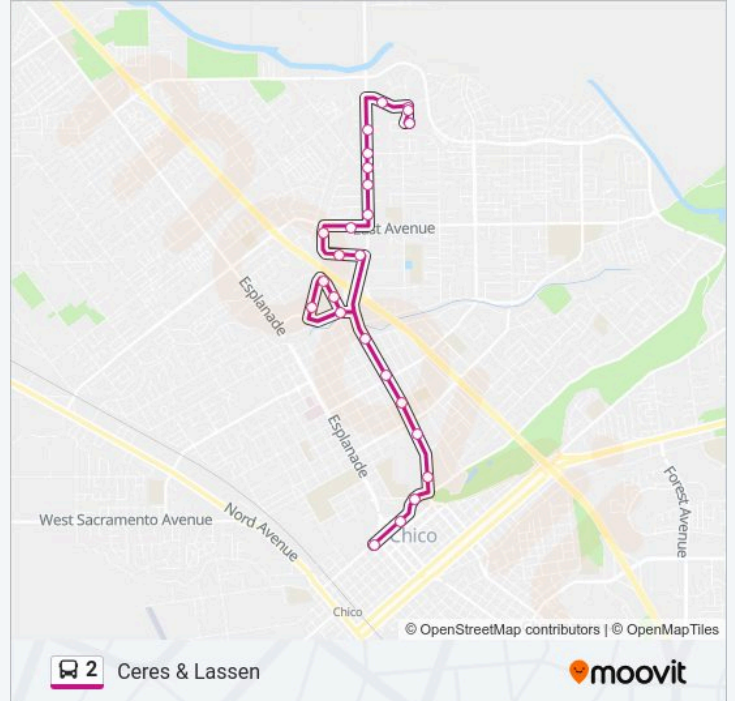 East Avenue
Esplanade
Esplanade
Forest Avenue
West Sacramento Avenue
Nord Avenue
Chico
Chico
© OpenStreetMap contributors | © OpenMapTiles
2 Ceres & Lassen
moovit